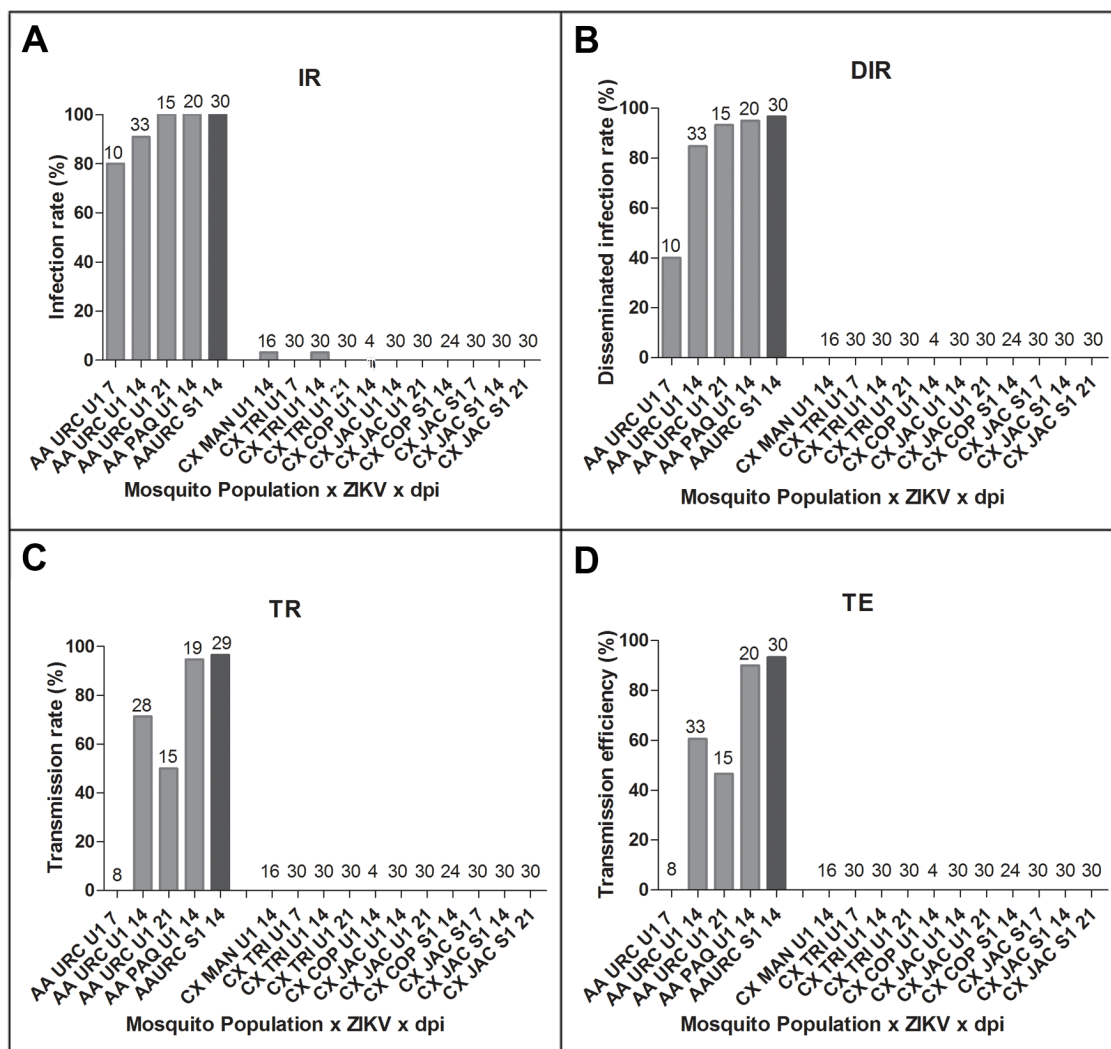 A
IR
Infection rate (%)
100
80
60
40
20
0
10 33 15 20 30 16 30 30 30 4 30 30 24 30 30 30
AA URC U1 7
AA URC U1 14
AA URC U1 21
AA PAQ U1 14
AAURC S1 14
CX MAN U1 14
CX TRI U1 7
CX TRI U1 14
CX TRI U1 21
CX COP U1 14
CX JAC U1 14
CX JAC U1 21
CX COP S1 14
CX JAC S1 7
CX JAC S1 14
CX JAC S1 21
Mosquito Population x ZIKV x dpi
B
DIR
Disseminated infection rate (%)
100
80
60
40
20
0
10 33 15 20 30 16 30 30 30 4 30 30 24 30 30 30
AA URC U1 7
AA URC U1 14
AA URC U1 21
AA PAQ U1 14
AAURC S1 14
CX MAN U1 14
CX TRI U1 7
CX TRI U1 14
CX TRI U1 21
CX COP U1 14
CX JAC U1 14
CX JAC U1 21
CX COP S1 14
CX JAC S1 7
CX JAC S1 14
CX JAC S1 21
Mosquito Population x ZIKV x dpi
C
TR
Transmission rate (%)
100
80
60
40
20
0
8 28 15 19 29 16 30 30 30 4 30 30 24 30 30 30
AA URC U1 7
AA URC U1 14
AA URC U1 21
AA PAQ U1 14
AAURC S1 14
CX MAN U1 14
CX TRI U1 7
CX TRI U1 14
CX TRI U1 21
CX COP U1 14
CX JAC U1 14
CX JAC U1 21
CX COP S1 14
CX JAC S1 7
CX JAC S1 14
CX JAC S1 21
Mosquito Population x ZIKV x dpi
D
TE
Transmission efficiency (%)
100
80
60
40
20
0
8 33 15 20 30 16 30 30 30 4 30 30 24 30 30 30
AA URC U1 7
AA URC U1 14
AA URC U1 21
AA PAQ U1 14
AAURC S1 14
CX MAN U1 14
CX TRI U1 7
CX TRI U1 14
CX TRI U1 21
CX COP U1 14
CX JAC U1 14
CX JAC U1 21
CX COP S1 14
CX JAC S1 7
CX JAC S1 14
CX JAC S1 21
Mosquito Population x ZIKV x dpi